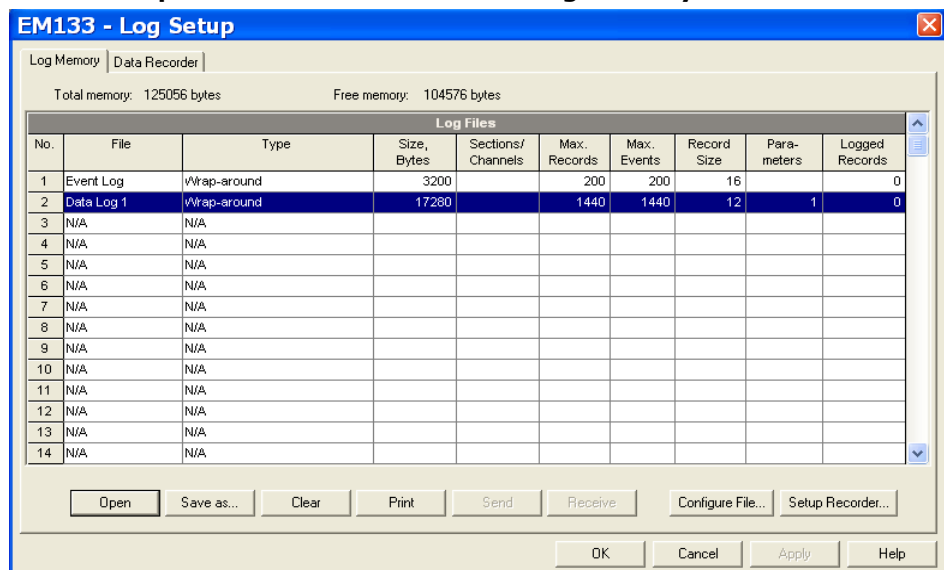 EM133 - Log Setup
Log Memory Data Recorder
Total memory: 125056 bytes Free memory: 104576 bytes
Log Files
No. File Type Size, Bytes Sections/ Channels Max. Records Max. Events Record Size Para- meters Logged Records
1 Event Log Wrap-around 3200 200 200 16 0
2 Data Log 1 Wrap-around 17280 1440 1440 12 1 0
3 N/A N/A
4 N/A N/A
5 N/A N/A
6 N/A N/A
7 N/A N/A
8 N/A N/A
9 N/A N/A
10 N/A N/A
11 N/A N/A
12 N/A N/A
13 N/A N/A
14 N/A N/A
Open Save as... Clear Print Send Receive Configure File... Setup Recorder...
OK Cancel Apply Help